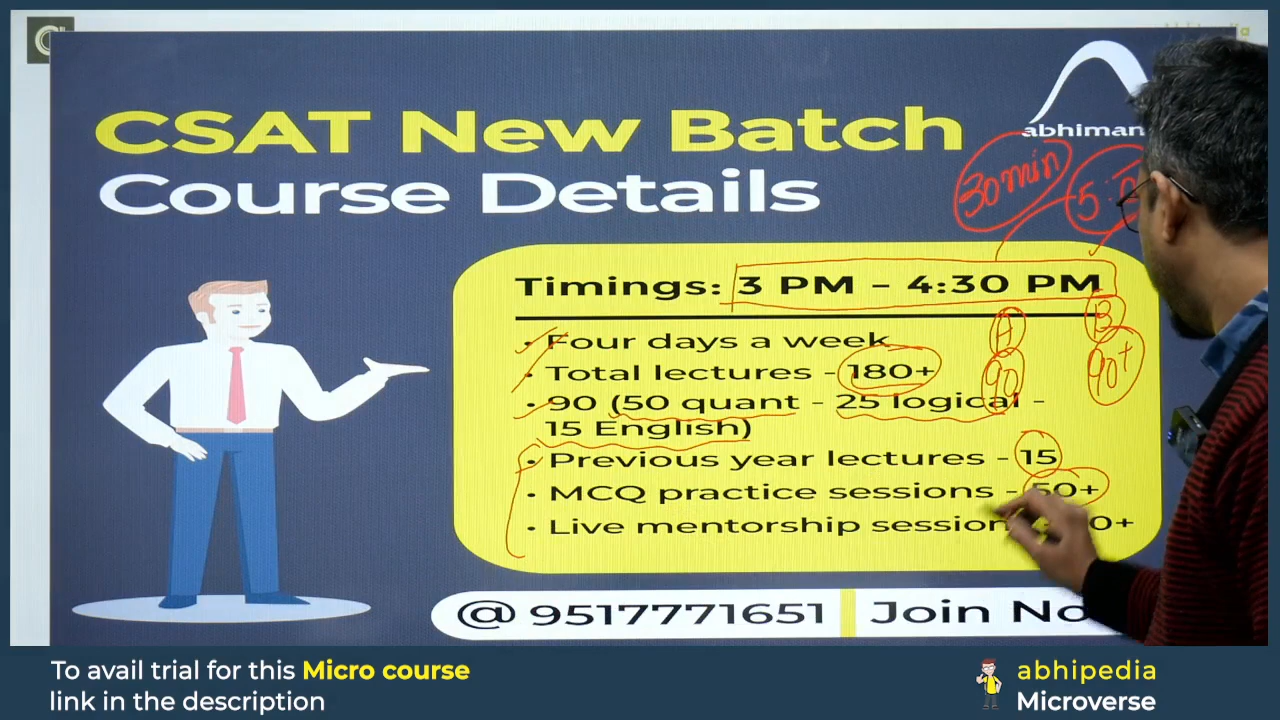 CSAT New Batch
Course Details
abhiman
30 min
Timings: 3 PM - 4:30 PM
A
B
• Four days a week
• Total lectures - 180+
90
90+
• 90 (50 quant - 25 logical -
15 English)
• Previous year lectures - 15
• MCQ practice sessions - 50+
• Live mentorship session
@ 9517771651 | Join No
To avail trial for this Micro course
link in the description
abhipedia
Microverse